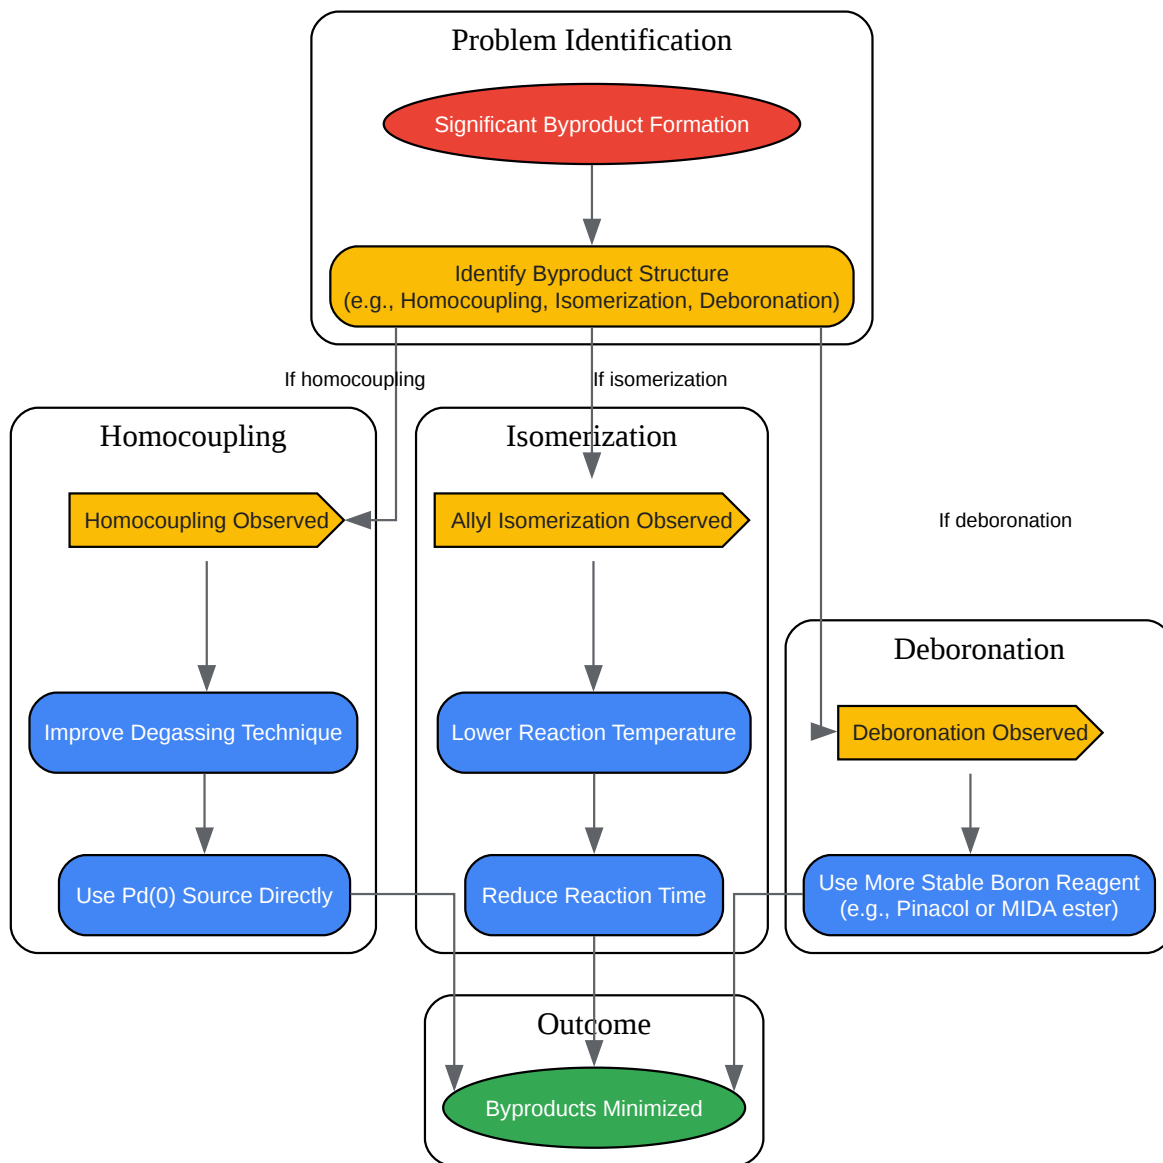 Problem Identification
Significant Byproduct Formation
Identify Byproduct Structure
(e.g., Homocoupling, Isomerization, Deboronation)
If homocoupling
If isomerization
If deboronation
Homocoupling
Homocoupling Observed
Improve Degassing Technique
Use Pd(0) Source Directly
Isomerization
Allyl Isomerization Observed
Lower Reaction Temperature
Reduce Reaction Time
Deboronation
Deboronation Observed
Use More Stable Boron Reagent
(e.g., Pinacol or MIDA ester)
Outcome
Byproducts Minimized